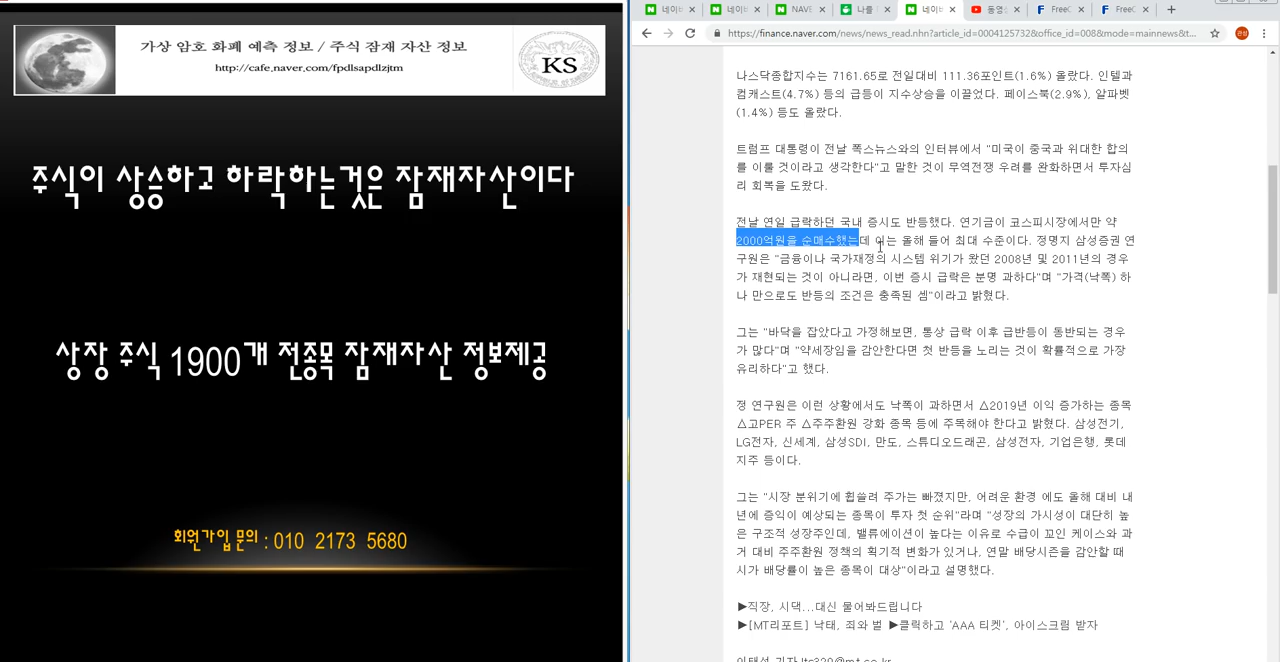 가상 암호 화폐 예측 정보 / 주식 잠재 자산 정보
http://cafe.naver.com/fpdlsapdlzjtm
KS
주식이 상승하고 하락하는것은 잠재자산이다
상장 주식 1900개 전종목 잠재자산 정보제공
회원가입 문의 : 010 2173 5680
네이버
네이버
NAVE
나를
네이버
동영상
FreeC
FreeC
https://finance.naver.com/news/news_read.nhn?article_id=0004125732&office_id=008&mode=mainnews&t...
나스닥종합지수는 7161.65로 전일대비 111.36포인트(1.6%) 올랐다. 인텔과
컴캐스트(4.7%) 등의 급등이 지수상승을 이끌었다. 페이스북(2.9%), 알파벳
(1.4%) 등도 올랐다.
트럼프 대통령이 전날 폭스뉴스와의 인터뷰에서 "미국이 중국과 위대한 합의
를 이룰 것이라고 생각한다"고 말한 것이 무역전쟁 우려를 완화하면서 투자심
리 회복을 도왔다.
전날 연일 급락하던 국내 증시도 반등했다. 연기금이 코스피시장에서만 약
2000억원을 순매수했는데 이는 올해 들어 최대 수준이다. 정명지 삼성증권 연
구원은 "금융이나 국가재정의 시스템 위기가 왔던 2008년 및 2011년의 경우
가 재현되는 것이 아니라면, 이번 증시 급락은 분명 과하다"며 "가격(낙폭) 하
나 만으로도 반등의 조건은 충족된 셈"이라고 밝혔다.
그는 "바닥을 잡았다고 가정해보면, 통상 급락 이후 급반등이 동반되는 경우
가 많다"며 "약세장임을 감안한다면 첫 반등을 노리는 것이 확률적으로 가장
유리하다"고 했다.
정 연구원은 이런 상황에서도 낙폭이 과하면서 △2019년 이익 증가하는 종목
△고PER 주 △주주환원 강화 종목 등에 주목해야 한다고 밝혔다. 삼성전기,
LG전자, 신세계, 삼성SDI, 만도, 스튜디오드래곤, 삼성전자, 기업은행, 롯데
지주 등이다.
그는 "시장 분위기에 휩쓸려 주가는 빠졌지만, 어려운 환경 에도 올해 대비 내
년에 증익이 예상되는 종목이 투자 첫 순위"라며 "성장의 가시성이 대단히 높
은 구조적 성장주인데, 밸류에이션이 높다는 이유로 수급이 꼬인 케이스와 과
거 대비 주주환원 정책의 획기적 변화가 있거나, 연말 배당시즌을 감안할 때
시가 배당률이 높은 종목이 대상"이라고 설명했다.
▶직장, 시댁...대신 물어봐드립니다
▶[MT리포트] 낙태, 죄와 벌 ▶클릭하고 'AAA 티켓', 아이스크림 받자
이태성 기자 lts320@mt.co.kr